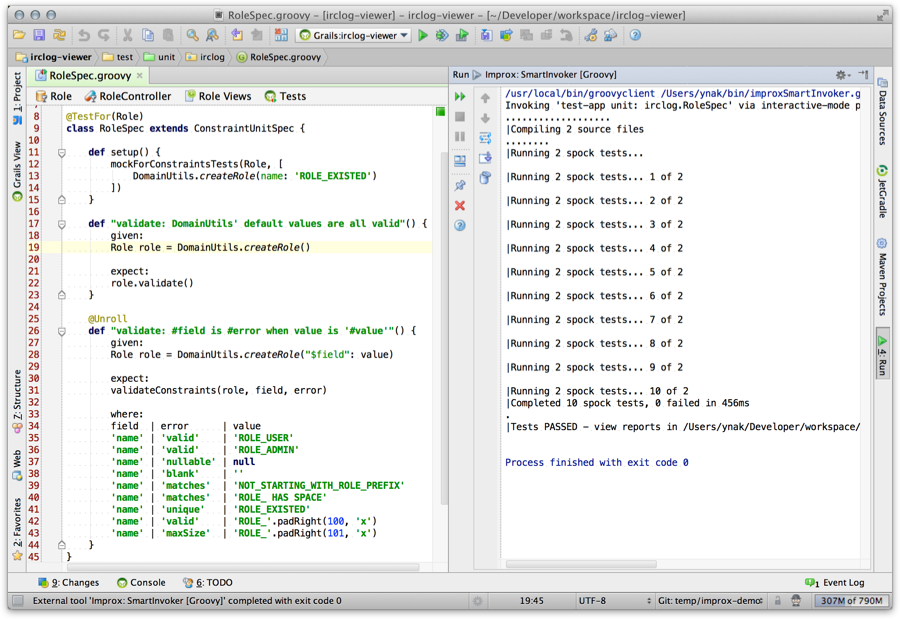 RoleSpec.groovy – [irclog-viewer] – irclog-viewer – [~/Developer/workspace/irclog-viewer]
Grails:irclog-viewer
irclog-viewer test unit irclog RoleSpec.groovy
1: Project
Grails View
Z: Structure
Web
2: Favorites
RoleSpec.groovy
Role RoleController Role Views Tests
8 @TestFor(Role)
9 class RoleSpec extends ConstraintUnitSpec {
10
11 def setup() {
12 mockForConstraintsTests(Role, [
13 DomainUtils.createRole(name: 'ROLE_EXISTED')
14 ])
15 }
16
17 def "validate: DomainUtils' default values are all valid"() {
18 given:
19 Role role = DomainUtils.createRole()
20
21 expect:
22 role.validate()
23 }
24
25 @Unroll
26 def "validate: #field is #error when value is '#value'"() {
27 given:
28 Role role = DomainUtils.createRole("$field": value)
29
30 expect:
31 validateConstraints(role, field, error)
32
33 where:
34 field | error | value
35 'name' | 'valid' | 'ROLE_USER'
36 'name' | 'valid' | 'ROLE_ADMIN'
37 'name' | 'nullable' | null
38 'name' | 'blank' | ''
39 'name' | 'matches' | 'NOT_STARTING_WITH_ROLE_PREFIX'
40 'name' | 'matches' | 'ROLE_ HAS SPACE'
41 'name' | 'unique' | 'ROLE_EXISTED'
42 'name' | 'valid' | 'ROLE_'.padRight(100, 'x')
43 'name' | 'maxSize' | 'ROLE_'.padRight(101, 'x')
44 }
45 }
Run Improx: SmartInvoker [Groovy]
/usr/local/bin/groovyclient /Users/ynak/bin/improxSmartInvoker.g
Invoking 'test-app unit: irclog.RoleSpec' via interactive-mode p
..................
|Compiling 2 source files
........
|Running 2 spock tests...
|Running 2 spock tests... 1 of 2
|Running 2 spock tests... 2 of 2
|Running 2 spock tests... 3 of 2
|Running 2 spock tests... 4 of 2
|Running 2 spock tests... 5 of 2
|Running 2 spock tests... 6 of 2
|Running 2 spock tests... 7 of 2
|Running 2 spock tests... 8 of 2
|Running 2 spock tests... 9 of 2
|Running 2 spock tests... 10 of 2
|Completed 10 spock tests, 0 failed in 456ms
.
|Tests PASSED – view reports in /Users/ynak/Developer/workspace/
Process finished with exit code 0
Data Sources
JetGradle
Maven Projects
4: Run
9: Changes Console 6: TODO 1 Event Log
External tool 'Improx: SmartInvoker [Groovy]' completed with exit code 0 19:45 UTF-8 Git: temp/improx-demo 307M of 790M